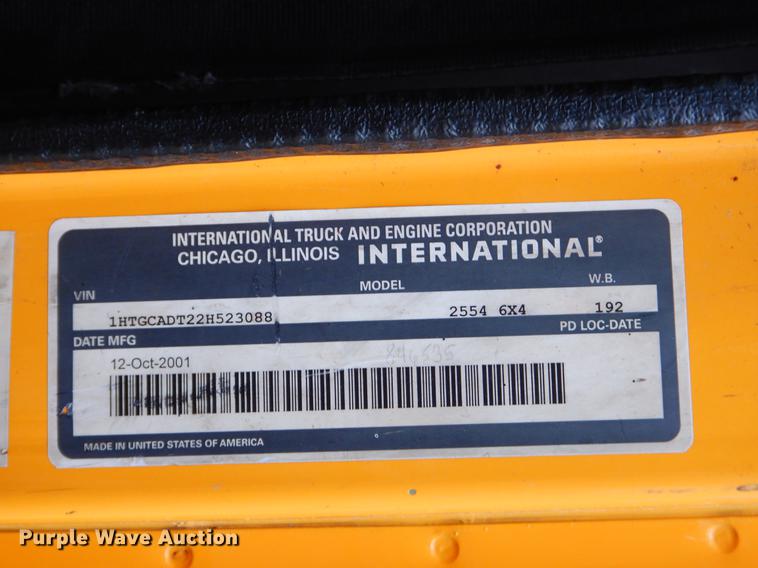 INTERNATIONAL TRUCK AND ENGINE CORPORATION
CHICAGO, ILLINOIS INTERNATIONAL®
VIN MODEL W.B.
1HTGCADT22H523088 2554 6X4 192
DATE MFG PD LOC-DATE
12-Oct-2001
MADE IN UNITED STATES OF AMERICA
Purple Wave Auction